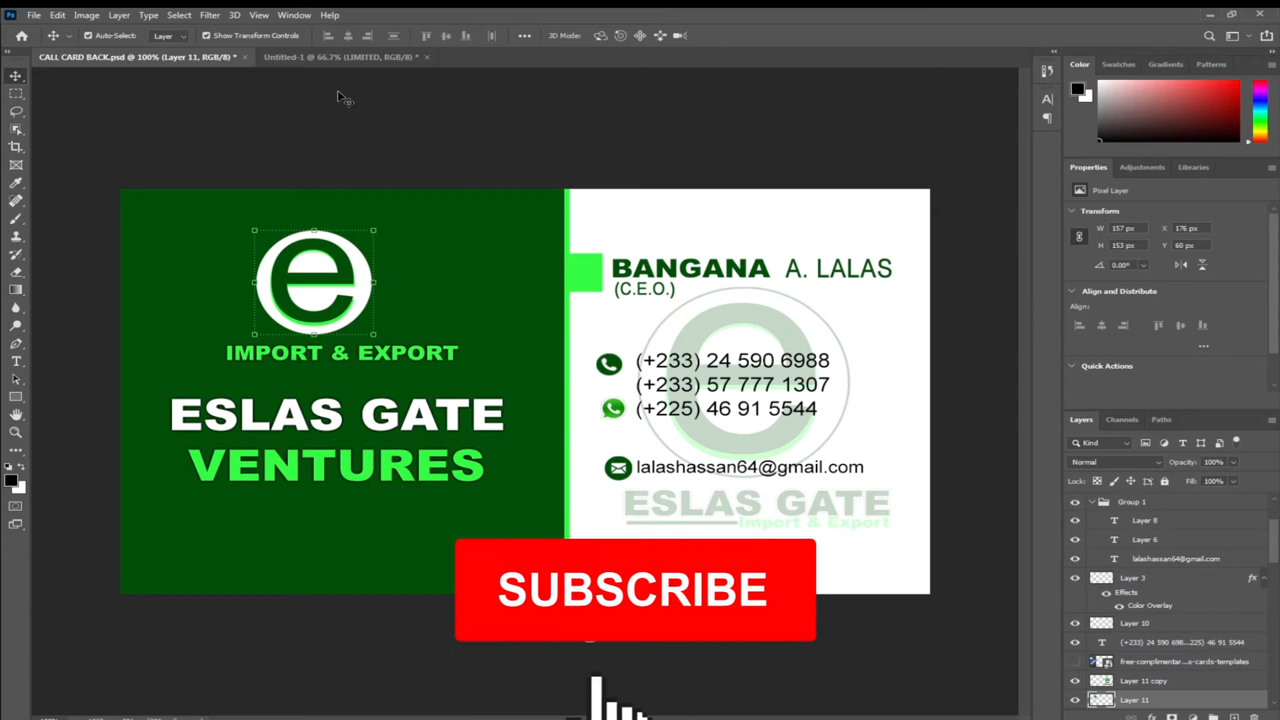 Ps File Edit Image Layer Type Select Filter 3D View Window Help
Auto-Select: Layer Show Transform Controls 3D Mode:
CALL CARD BACK.psd @ 100% (Layer 11, RGB/8) * × Untitled-1 @ 66.7% (LIMITED, RGB/8) * ×
Color Swatches Gradients Patterns
Properties Adjustments Libraries
Pixel Layer
Transform
W 157 px X 176 px
H 153 px Y 60 px
0.00°
Align and Distribute
Align:
Quick Actions
Layers Channels Paths
Kind
Normal Opacity: 100%
Lock: Fill: 100%
Group 1
Layer 8
Layer 6
lalashassan64@gmail.com
Layer 3 fx
Effects
Color Overlay
Layer 10
(+233) 24 590 698...225) 46 91 5544
free-complimentar...s-cards-templates
Layer 11 copy
Layer 11
e
IMPORT & EXPORT
ESLAS GATE
VENTURES
BANGANA A. LALAS
(C.E.O.)
e
(+233) 24 590 6988
(+233) 57 777 1307
(+225) 46 91 5544
lalashassan64@gmail.com
ESLAS GATE
Import & Export
SUBSCRIBE